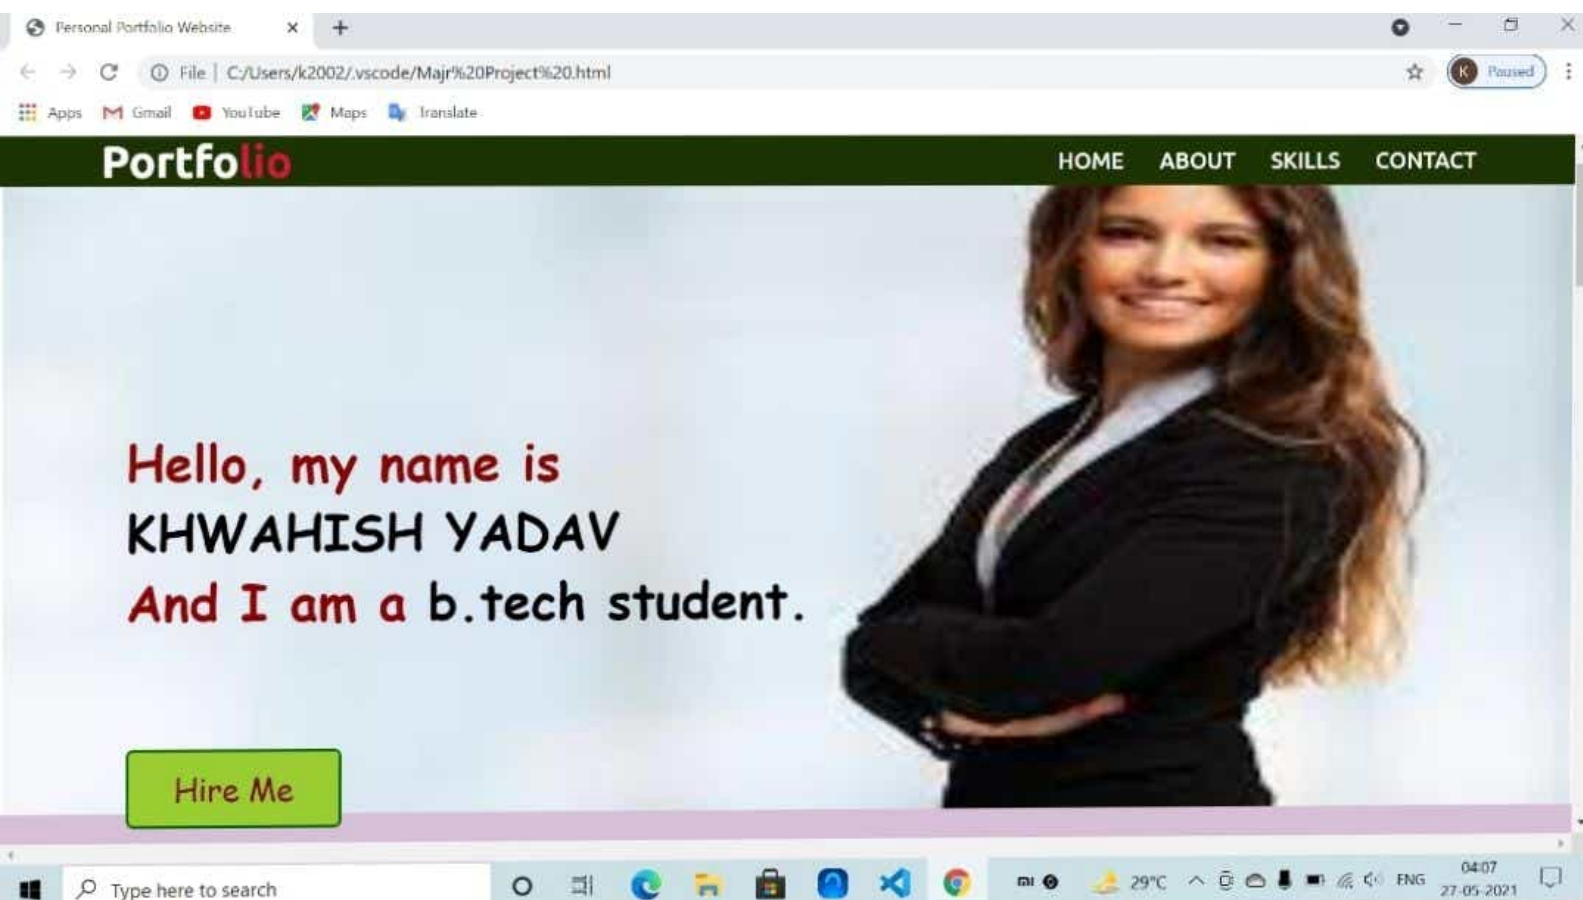 Personal Portfolio Website
File | C:/Users/k2002/.vscode/Majr%20Project%20.html
K Paused
Apps Gmail YouTube Maps Translate
Portfolio HOME ABOUT SKILLS CONTACT
Hello, my name is
KHWAHISH YADAV
And I am a b.tech student.
Hire Me
Type here to search
29°C ENG
04:07
27-05-2021